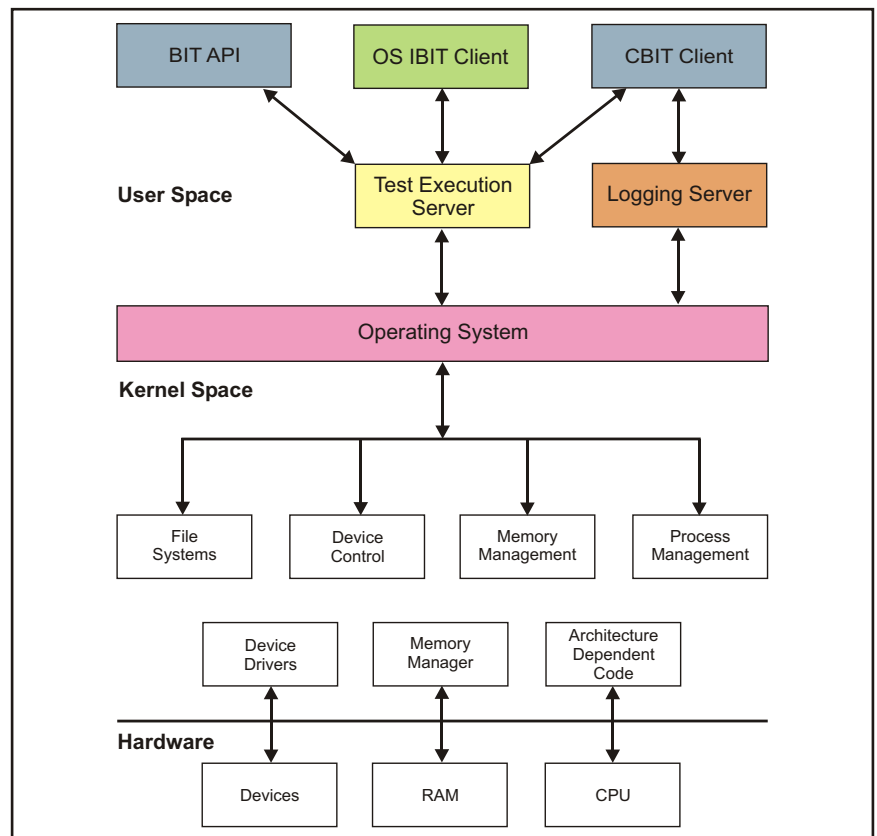 BIT API
OS IBIT Client
CBIT Client
User Space
Test Execution
Server
Logging Server
Operating System
Kernel Space
File
Systems
Device
Control
Memory
Management
Process
Management
Device
Drivers
Memory
Manager
Architecture
Dependent
Code
Hardware
Devices
RAM
CPU